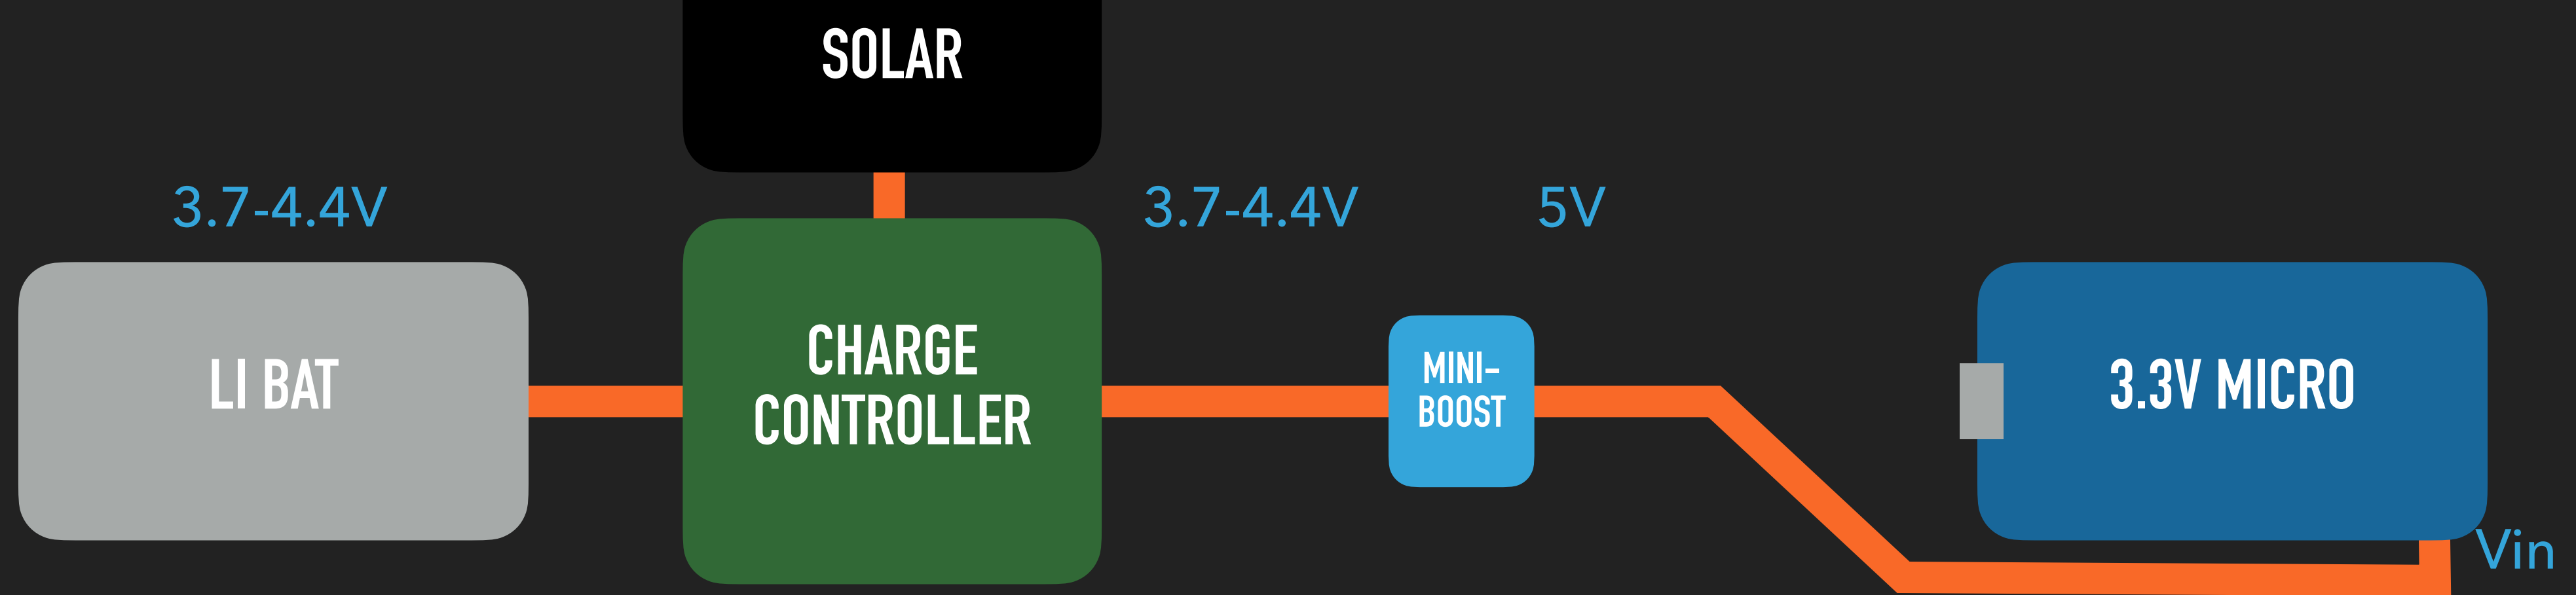 SOLAR
3.7-4.4V
3.7-4.4V
5V
LI BAT
CHARGE
CONTROLLER
MINI-
BOOST
3.3V MICRO
Vin